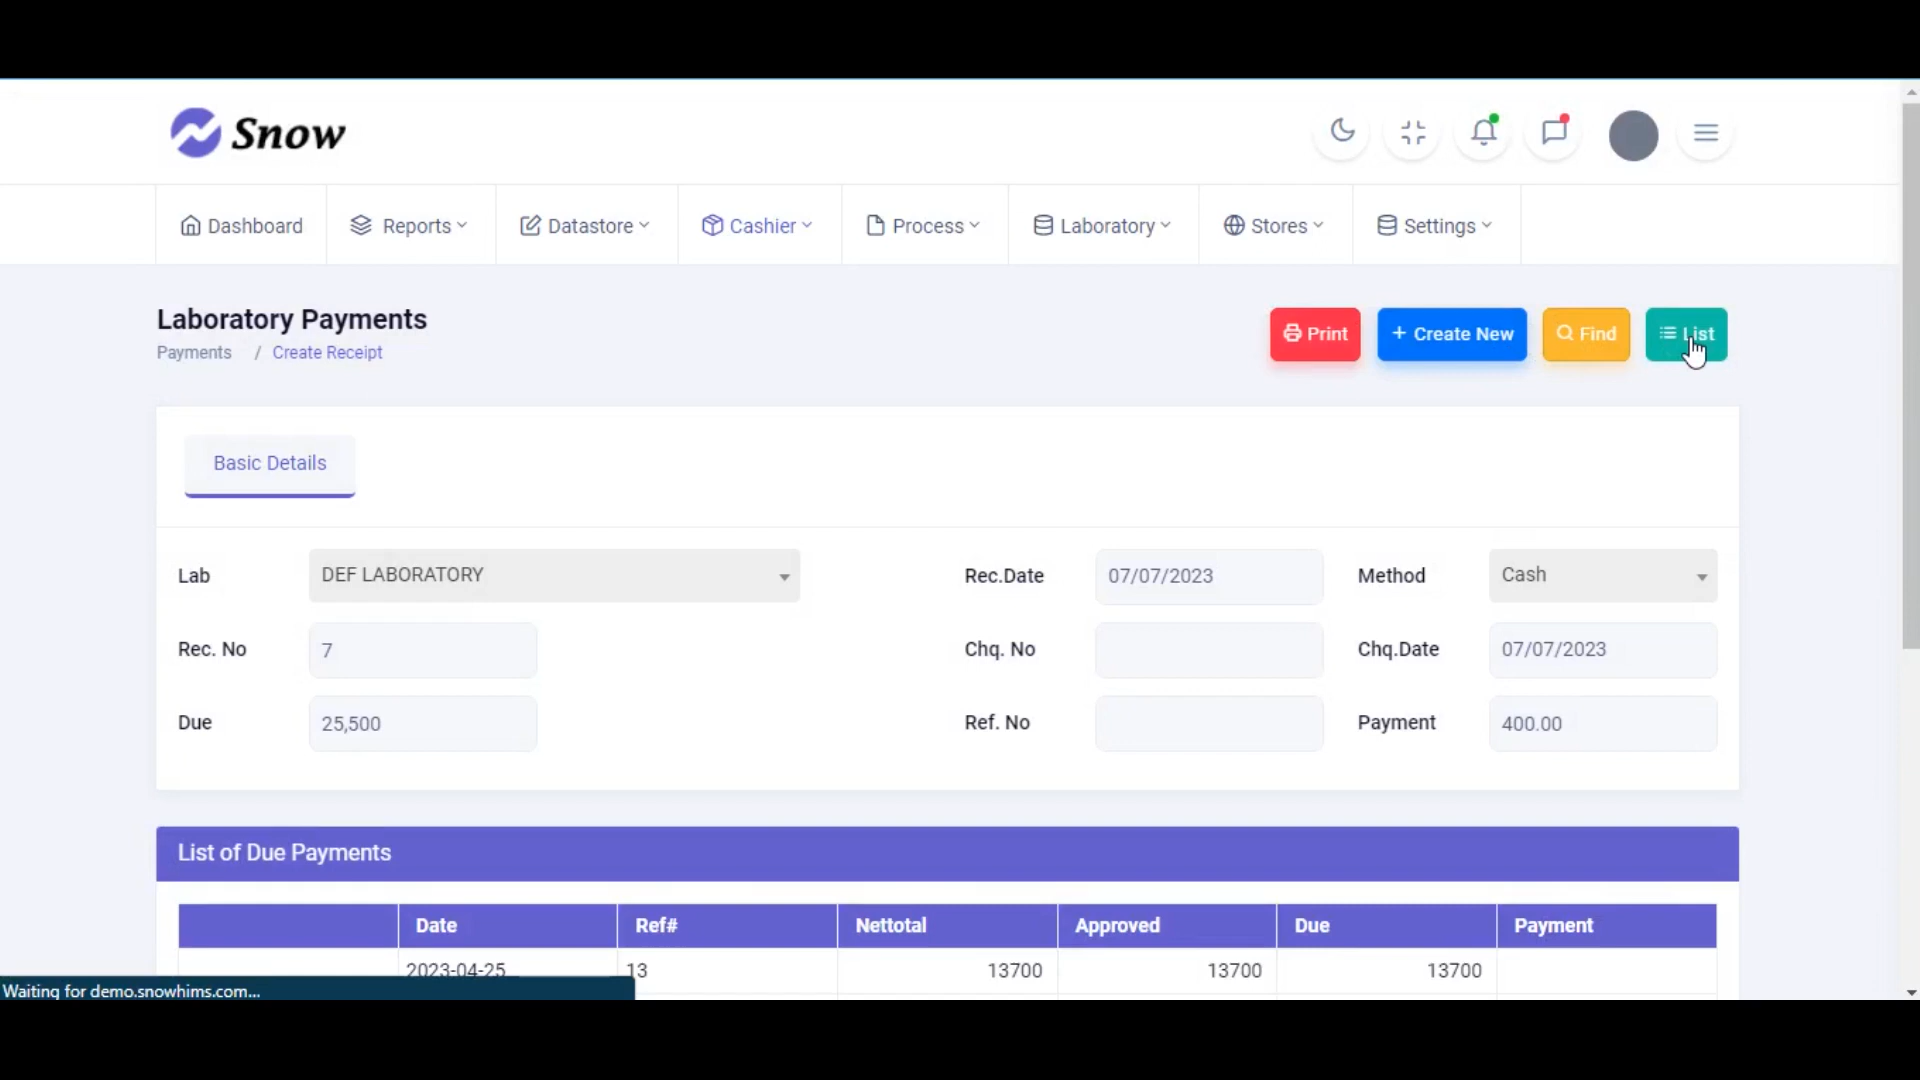 Snow
Dashboard Reports Datastore Cashier Process Laboratory Stores Settings
Laboratory Payments
Payments / Create Receipt
Print + Create New Find List
Basic Details
Lab DEF LABORATORY Rec.Date 07/07/2023 Method Cash
Rec. No 7 Chq. No Chq.Date 07/07/2023
Due 25,500 Ref. No Payment 400.00
List of Due Payments
Date Ref# Nettotal Approved Due Payment
2023-04-25 13 13700 13700 13700
Waiting for demo.snowhims.com...